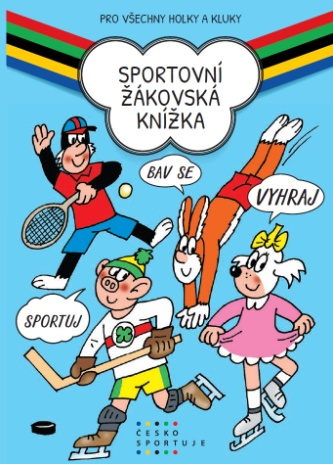 PRO VŠECHNY HOLKY A KLUKY
SPORTOVNÍ
ŽÁKOVSKÁ
KNÍŽKA
BAV SE
VYHRAJ
SPORTUJ
ČESKO
SPORTUJE